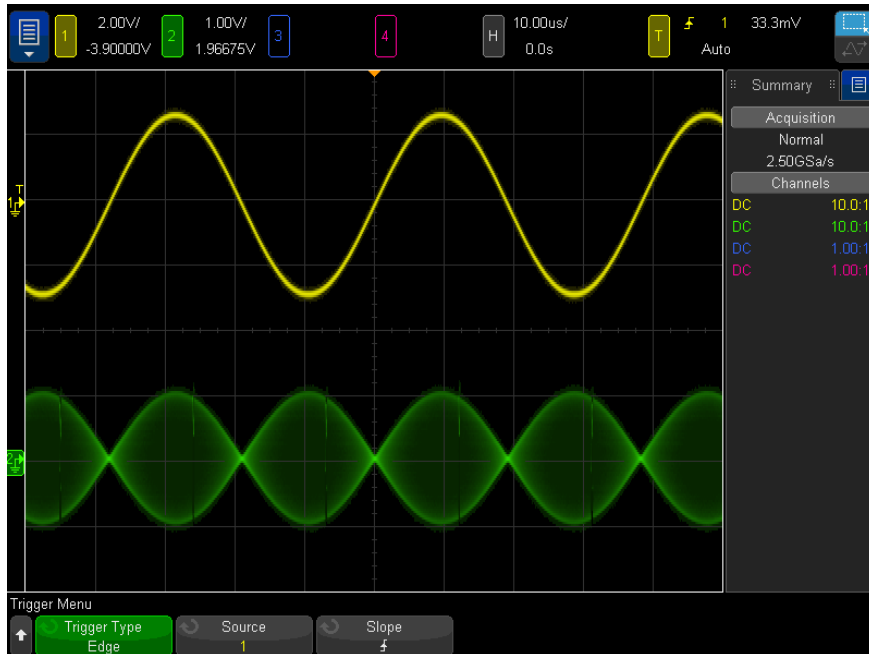 1 2.00V/ 2 1.00V/ 3 4 H 10.00us/ T 1 33.3mV
-3.90000V 1.96675V 0.0s Auto
Summary
Acquisition
Normal
2.50GSa/s
Channels
DC 10.0:1
DC 10.0:1
DC 1.00:1
DC 1.00:1
T
1
2
Trigger Menu
Trigger Type Source Slope
Edge 1